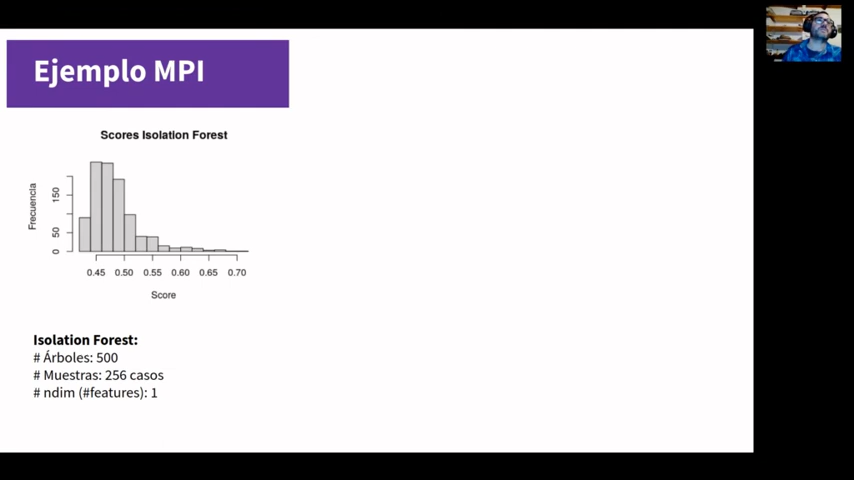 Ejemplo MPI
Scores Isolation Forest
Frecuencia
150
50
0
0.45 0.50 0.55 0.60 0.65 0.70
Score
Isolation Forest:
# Árboles: 500
# Muestras: 256 casos
# ndim (#features): 1